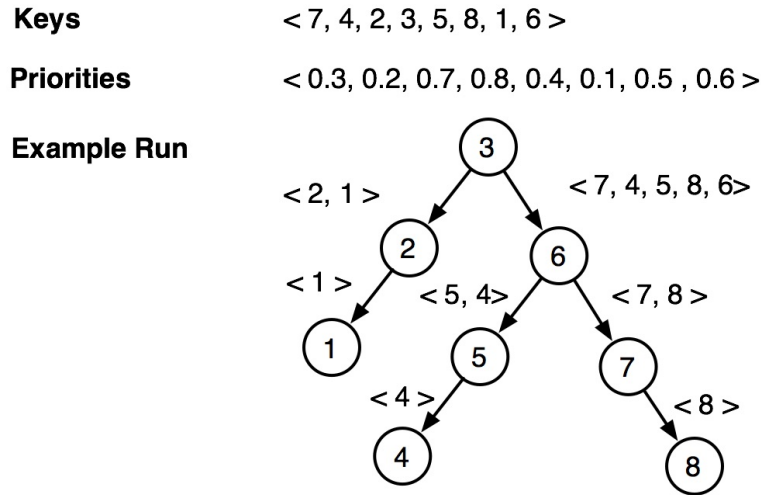 Keys < 7, 4, 2, 3, 5, 8, 1, 6 >
Priorities < 0.3, 0.2, 0.7, 0.8, 0.4, 0.1, 0.5 , 0.6 >
Example Run
3
< 2, 1 > < 7, 4, 5, 8, 6>
2 6
< 1 > < 5, 4> < 7, 8 >
1 5 7
< 4 > < 8 >
4 8